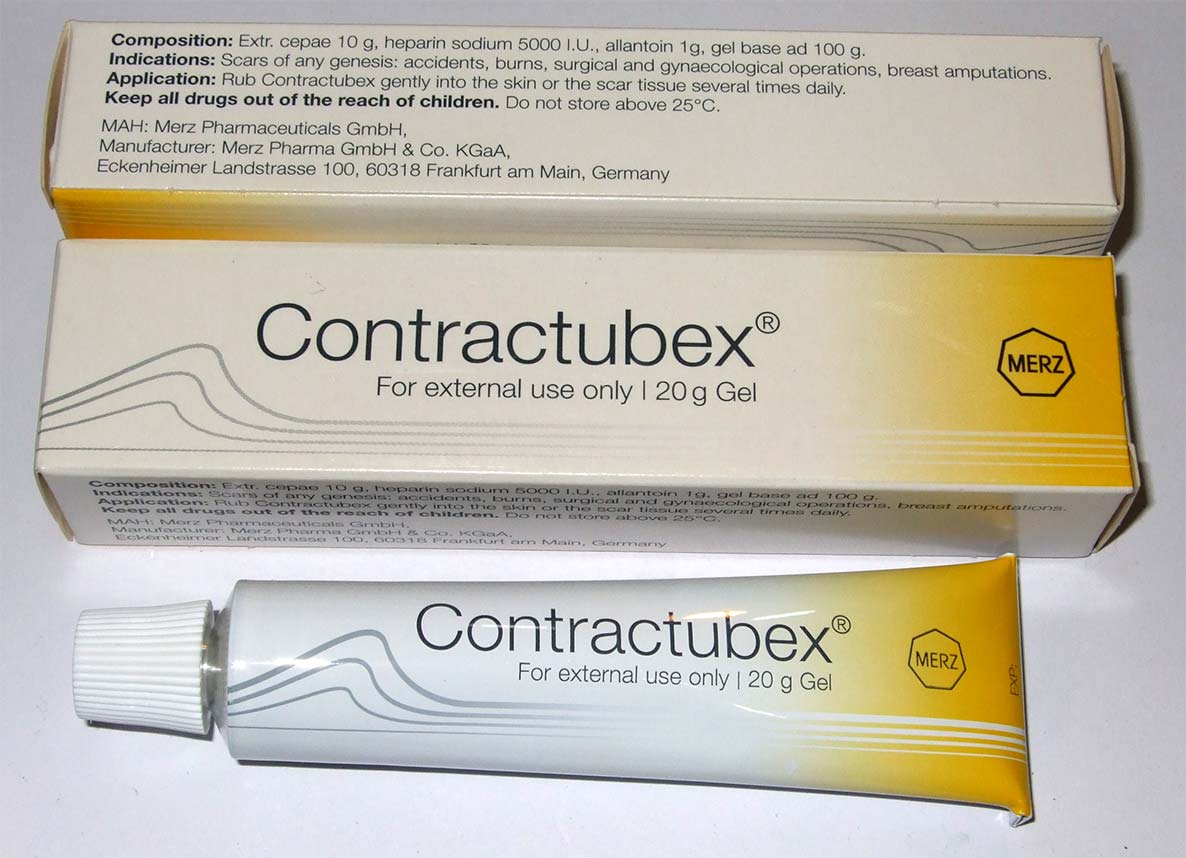 Composition: Extr. cepae 10 g, heparin sodium 5000 I.U., allantoin 1g, gel base ad 100 g.
Indications: Scars of any genesis: accidents, burns, surgical and gynaecological operations, breast amputations.
Application: Rub Contractubex gently into the skin or the scar tissue several times daily.
Keep all drugs out of the reach of children. Do not store above 25°C.
MAH: Merz Pharmaceuticals GmbH,
Manufacturer: Merz Pharma GmbH & Co. KGaA,
Eckenheimer Landstrasse 100, 60318 Frankfurt am Main, Germany
Contractubex®
For external use only | 20 g Gel
MERZ
Composition: Extr. cepae 10 g, heparin sodium 5000 I.U., allantoin 1g, gel base ad 100 g.
Indications: Scars of any genesis: accidents, burns, surgical and gynaecological operations, breast amputations.
Application: Rub Contractubex gently into the skin or the scar tissue several times daily.
Keep all drugs out of the reach of children. Do not store above 25°C.
MAH: Merz Pharmaceuticals GmbH,
Manufacturer: Merz Pharma GmbH & Co. KGaA,
Eckenheimer Landstrasse 100, 60318 Frankfurt am Main, Germany
Contractubex®
For external use only | 20 g Gel
MERZ
EXP: